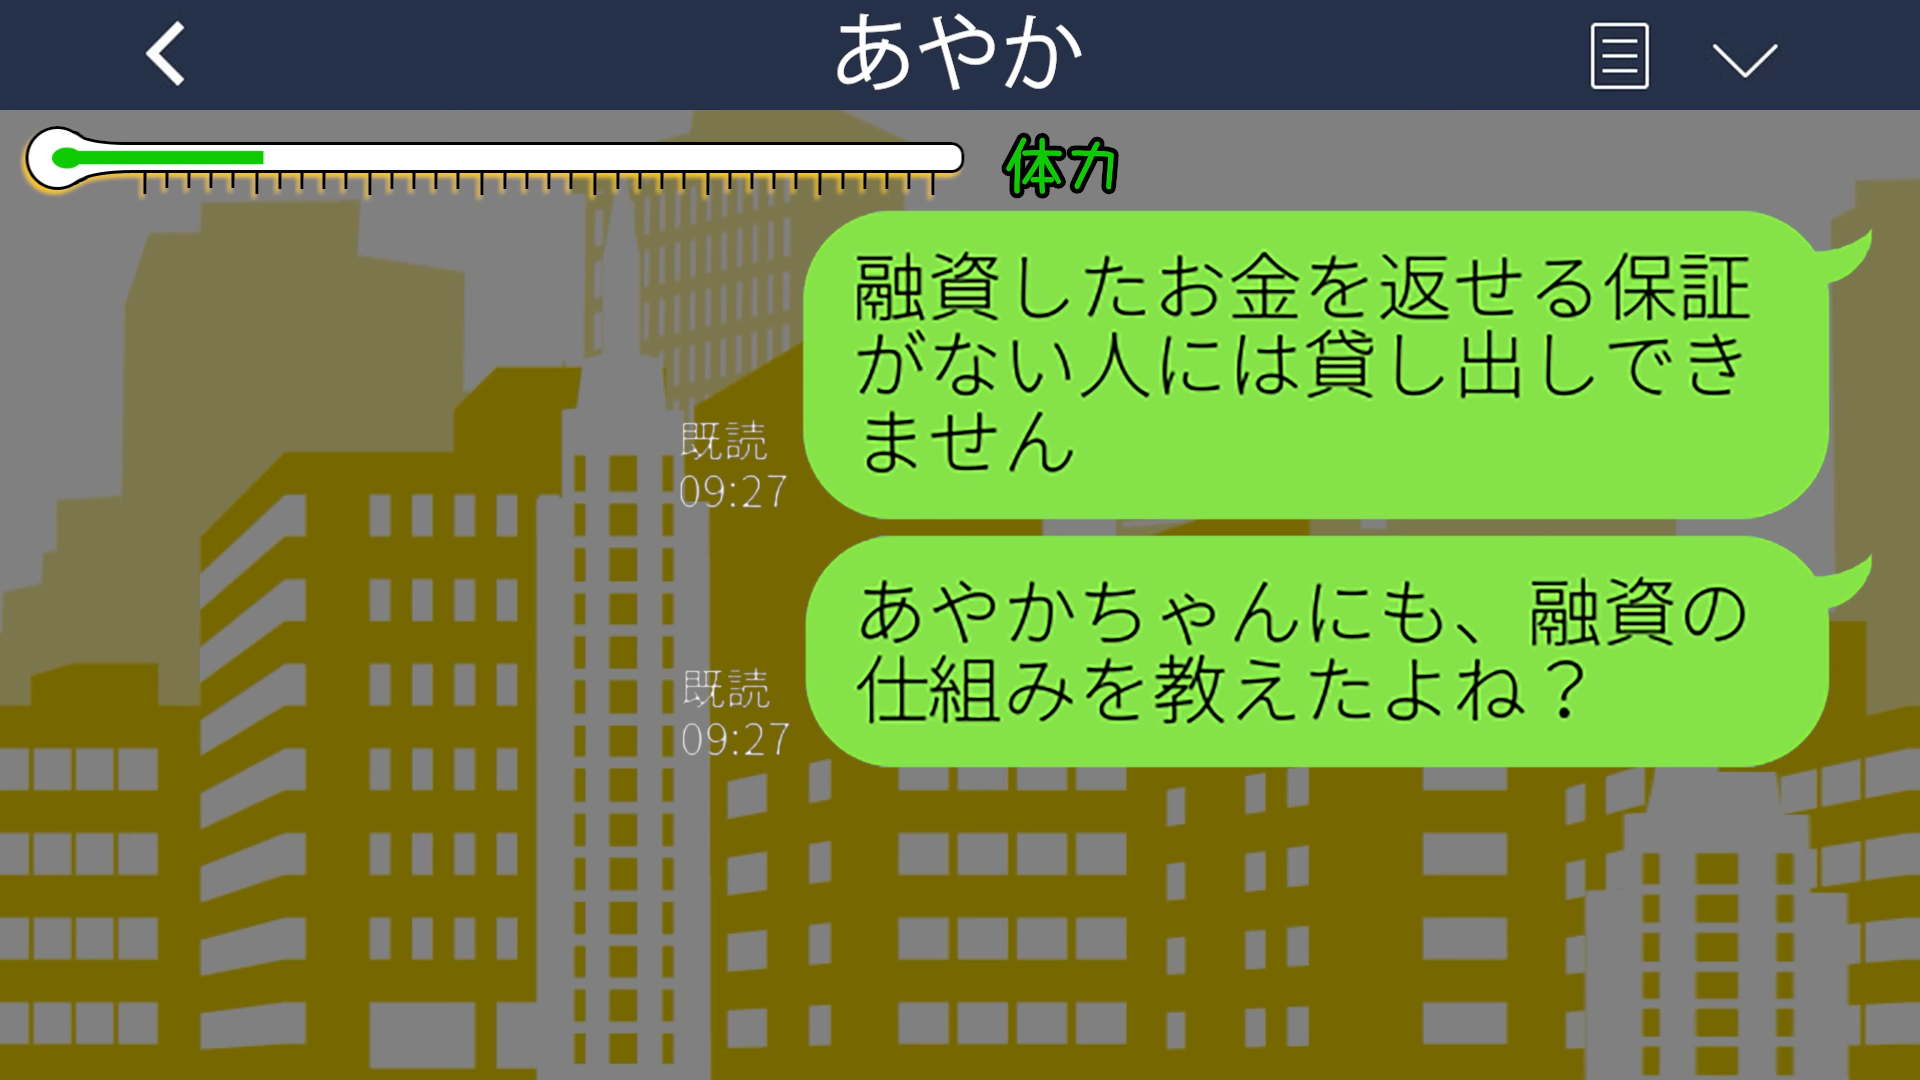 あやか
体力
融資したお金を返せる保証
がない人には貸し出しでき
ません
既読
09:27
あやかちゃんにも、融資の
仕組みを教えたよね？
既読
09:27